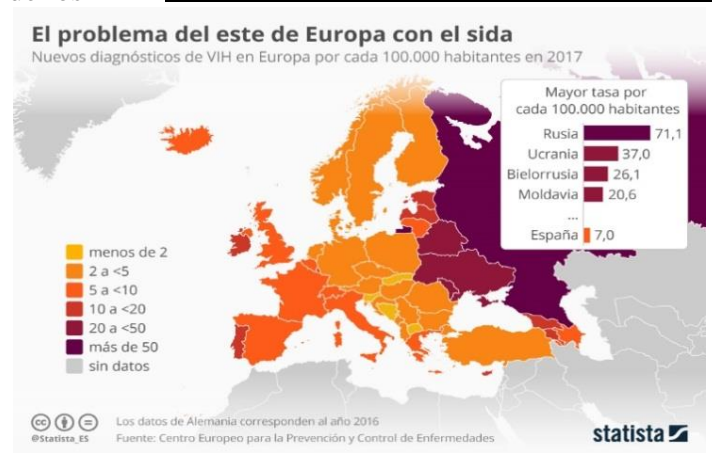 El problema del este de Europa con el sida
Nuevos diagnósticos de VIH en Europa por cada 100.000 habitantes en 2017
Mayor tasa por
cada 100.000 habitantes
Rusia 71,1
Ucrania 37,0
Bielorrusia 26,1
Moldavia 20,6
...
España 7,0
menos de 2
2 a <5
5 a <10
10 a <20
20 a <50
más de 50
sin datos
@Statista_ES
Los datos de Alemania corresponden al año 2016
Fuente: Centro Europeo para la Prevención y Control de Enfermedades
statista